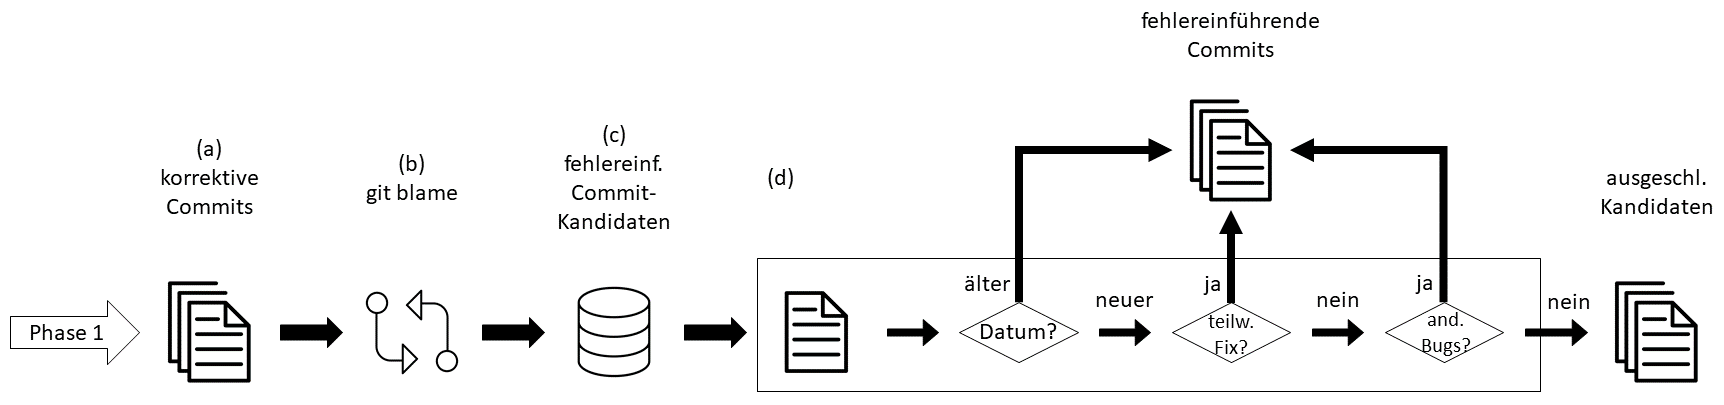 fehlereinführende
Commits
(a)
korrektive
Commits
(b)
git blame
(c)
fehlereinf.
Commit-
Kandidaten
(d)
ausgeschl.
Kandidaten
Phase 1
älter
Datum?
neuer
ja
teilw.
Fix?
nein
ja
and.
Bugs?
nein